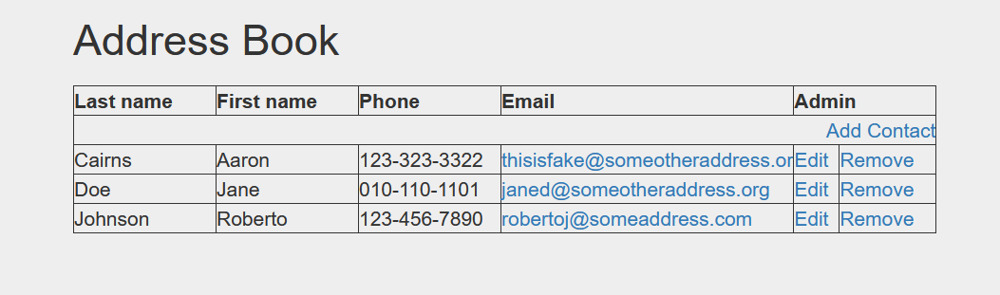 Address Book
Last name First name Phone Email Admin
Add Contact
Cairns Aaron 123-323-3322 thisisfake@someotheraddress.or Edit Remove
Doe Jane 010-110-1101 janed@someotheraddress.org Edit Remove
Johnson Roberto 123-456-7890 robertoj@someaddress.com Edit Remove